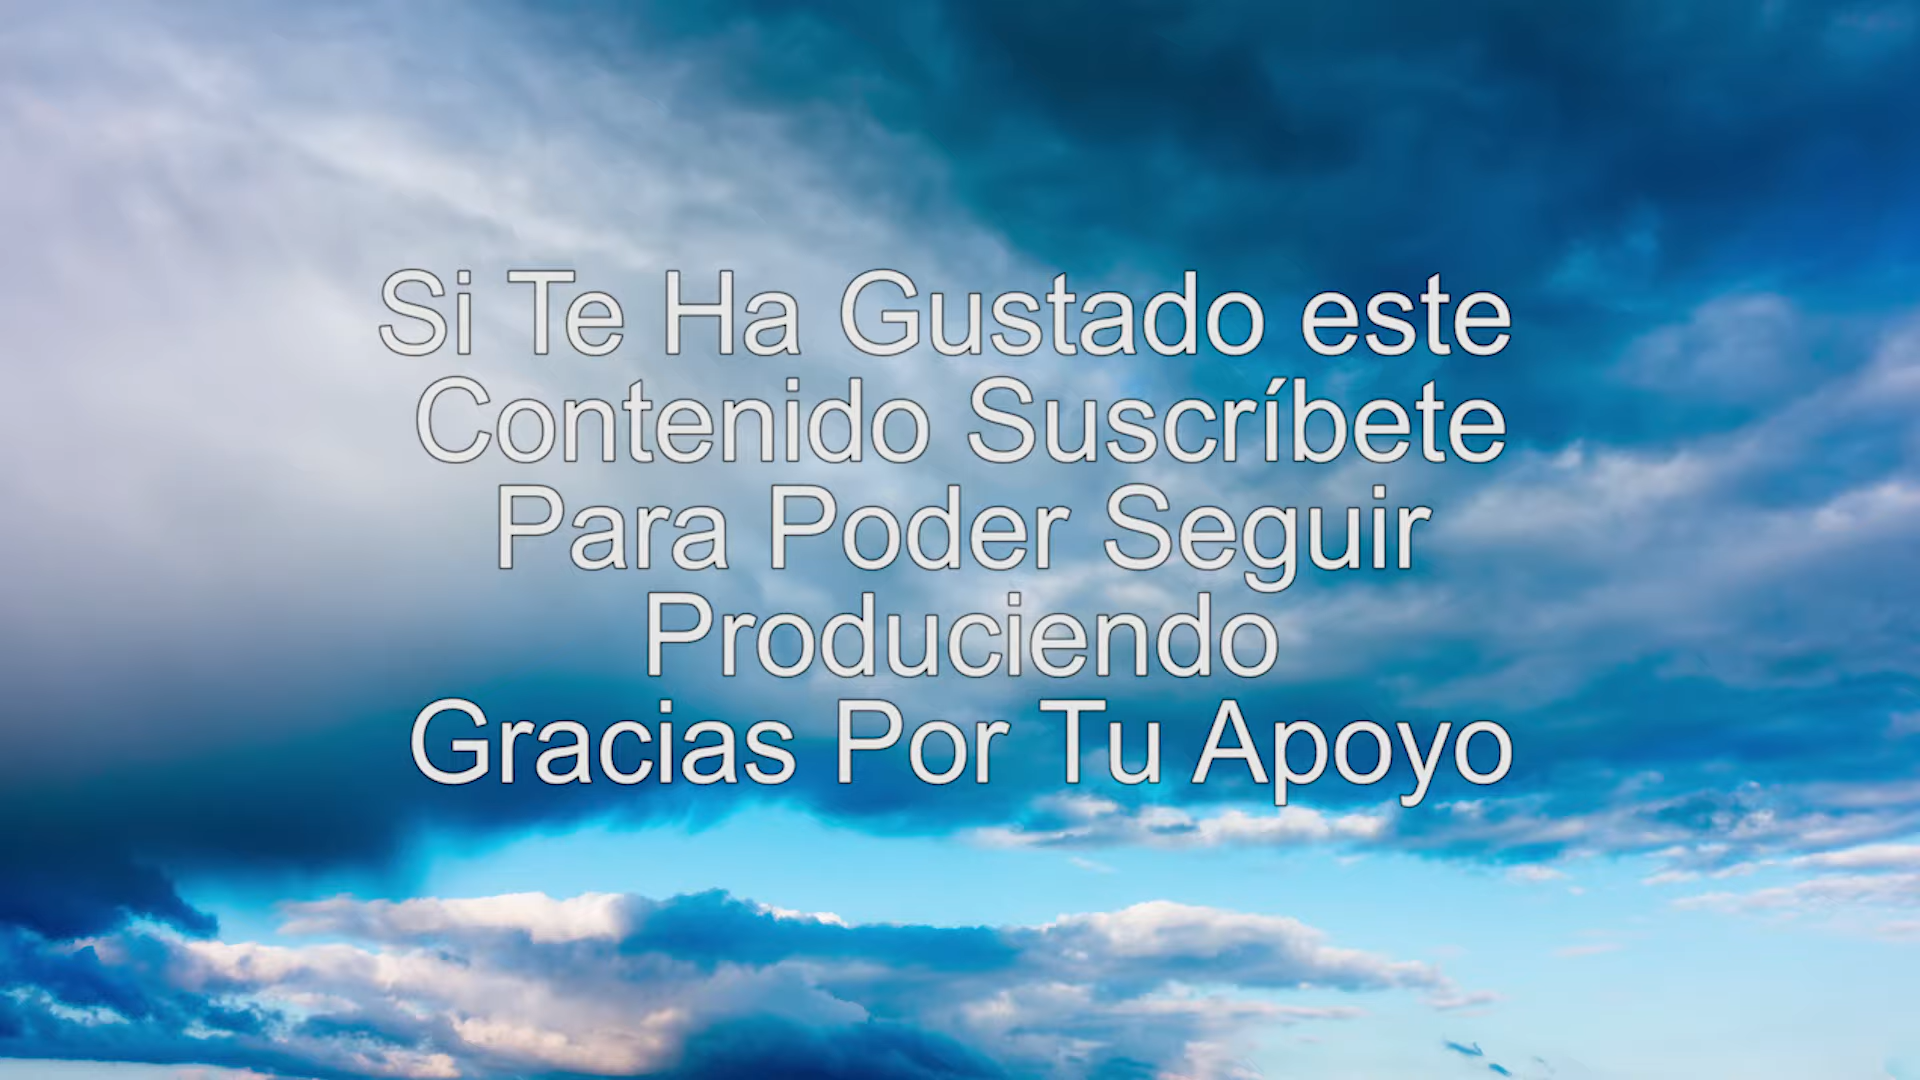 Si Te Ha Gustado este
Contenido Suscríbete
Para Poder Seguir
Produciendo
Gracias Por Tu Apoyo